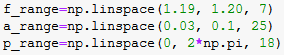 f_range=np.linspace(1.19, 1.20, 7)
a_range=np.linspace(0.03, 0.1, 25)
p_range=np.linspace(0, 2*np.pi, 18)